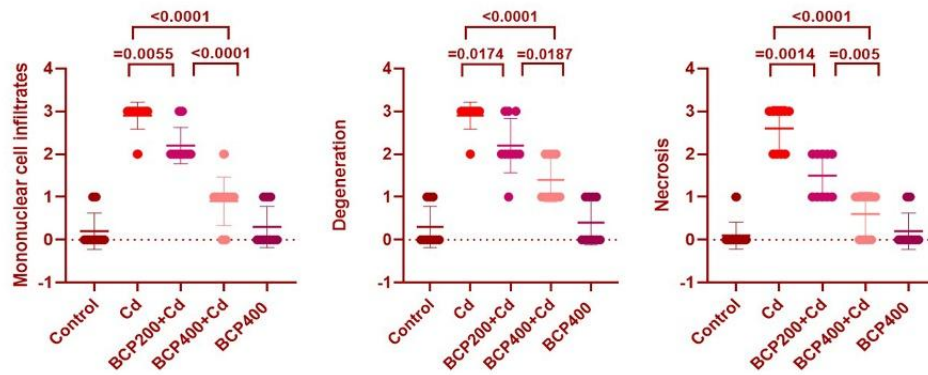 <0.0001
=0.0055 <0.0001
Mononuclear cell infiltrates
4
3
2
1
0
-1
Control
Cd
BCP200+Cd
BCP400+Cd
BCP400
<0.0001
=0.0174 =0.0187
Degeneration
4
3
2
1
0
-1
Control
Cd
BCP200+Cd
BCP400+Cd
BCP400
<0.0001
=0.0014 =0.005
Necrosis
4
3
2
1
0
-1
Control
Cd
BCP200+Cd
BCP400+Cd
BCP400